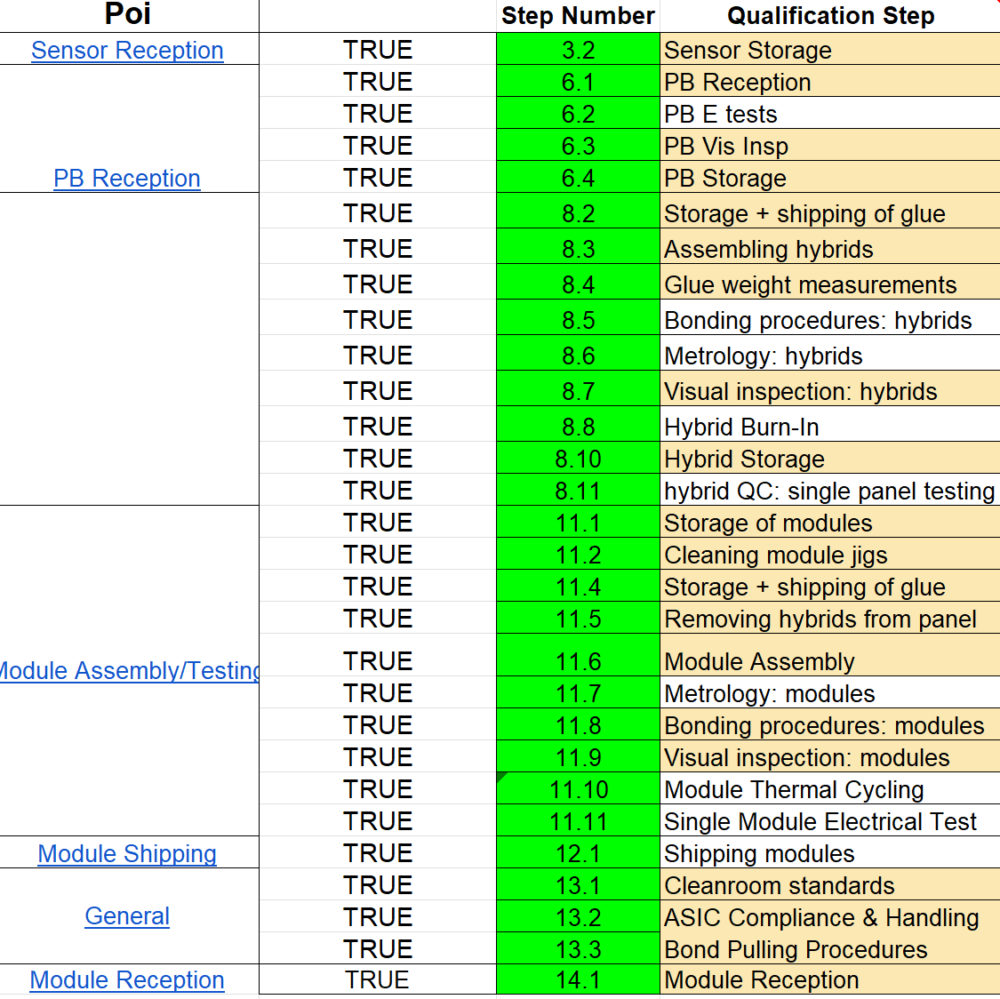 Poi Step Number Qualification Step
Sensor Reception TRUE 3.2 Sensor Storage
TRUE 6.1 PB Reception
TRUE 6.2 PB E tests
TRUE 6.3 PB Vis Insp
PB Reception TRUE 6.4 PB Storage
TRUE 8.2 Storage + shipping of glue
TRUE 8.3 Assembling hybrids
TRUE 8.4 Glue weight measurements
TRUE 8.5 Bonding procedures: hybrids
TRUE 8.6 Metrology: hybrids
TRUE 8.7 Visual inspection: hybrids
TRUE 8.8 Hybrid Burn-In
TRUE 8.10 Hybrid Storage
TRUE 8.11 hybrid QC: single panel testing
TRUE 11.1 Storage of modules
TRUE 11.2 Cleaning module jigs
TRUE 11.4 Storage + shipping of glue
TRUE 11.5 Removing hybrids from panel
Module Assembly/Testing TRUE 11.6 Module Assembly
TRUE 11.7 Metrology: modules
TRUE 11.8 Bonding procedures: modules
TRUE 11.9 Visual inspection: modules
TRUE 11.10 Module Thermal Cycling
TRUE 11.11 Single Module Electrical Test
Module Shipping TRUE 12.1 Shipping modules
TRUE 13.1 Cleanroom standards
General TRUE 13.2 ASIC Compliance & Handling
TRUE 13.3 Bond Pulling Procedures
Module Reception TRUE 14.1 Module Reception